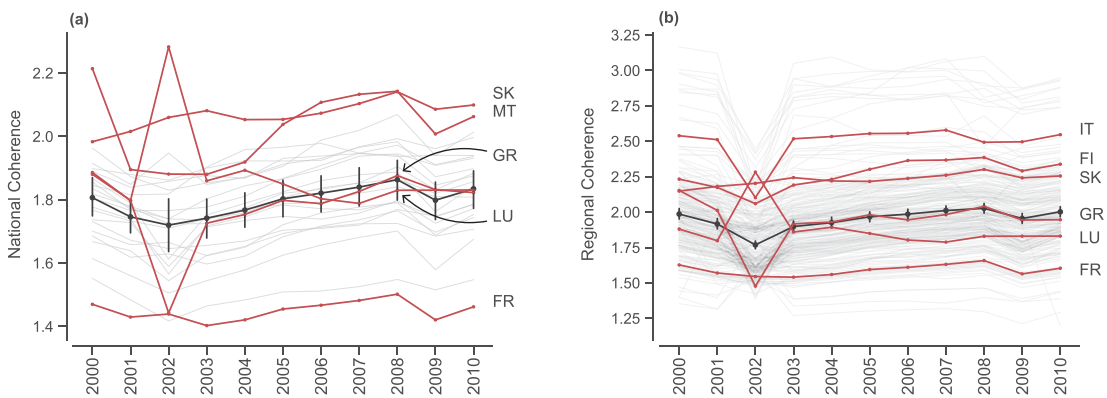 (a)
National Coherence
2.2
2.0
1.8
1.6
1.4
SK
MT
GR
LU
FR
2000
2001
2002
2003
2004
2005
2006
2007
2008
2009
2010
(b)
Regional Coherence
3.25
3.00
2.75
2.50
2.25
2.00
1.75
1.50
1.25
IT
FI
SK
GR
LU
FR
2000
2001
2002
2003
2004
2005
2006
2007
2008
2009
2010